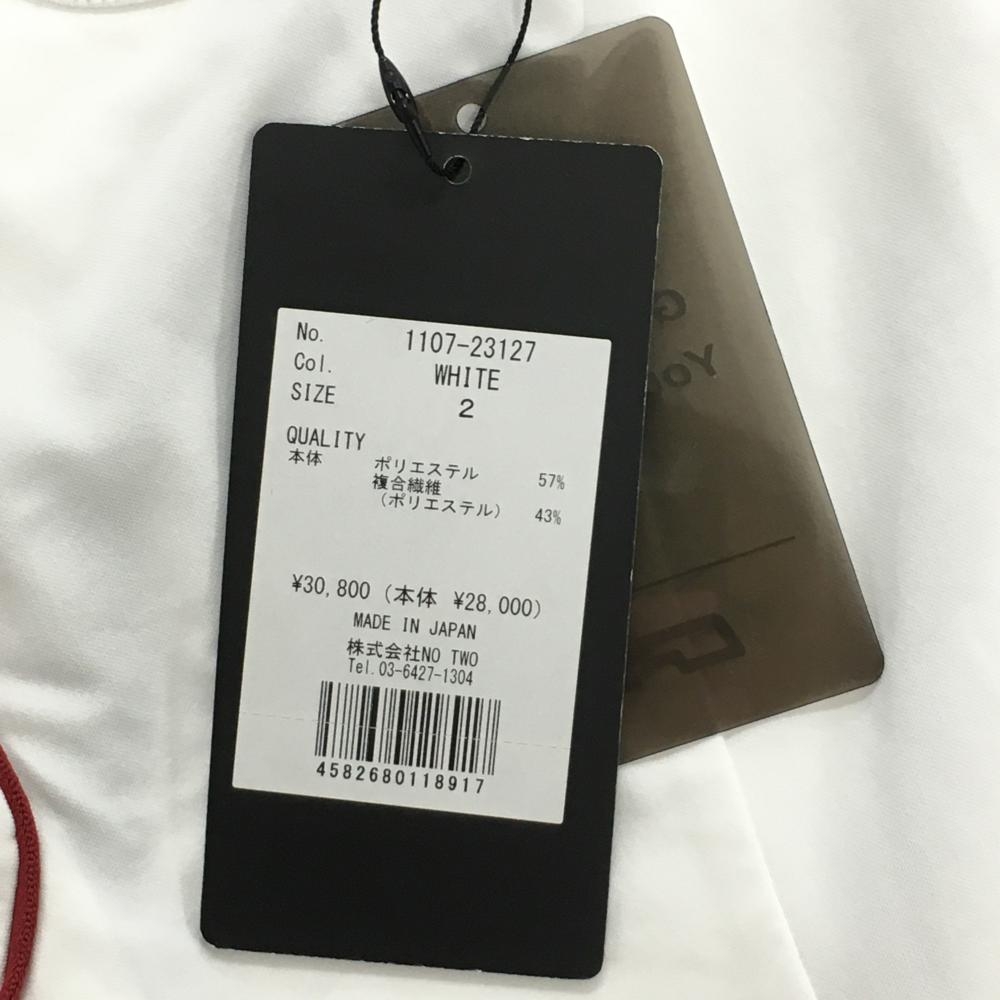 No. 1107-23127
Col. WHITE
SIZE 2
QUALITY
本体 ポリエステル 57%
複合繊維
(ポリエステル) 43%
¥30,800 (本体 ¥28,000)
MADE IN JAPAN
株式会社NO TWO
Tel.03-6427-1304
4582680118917